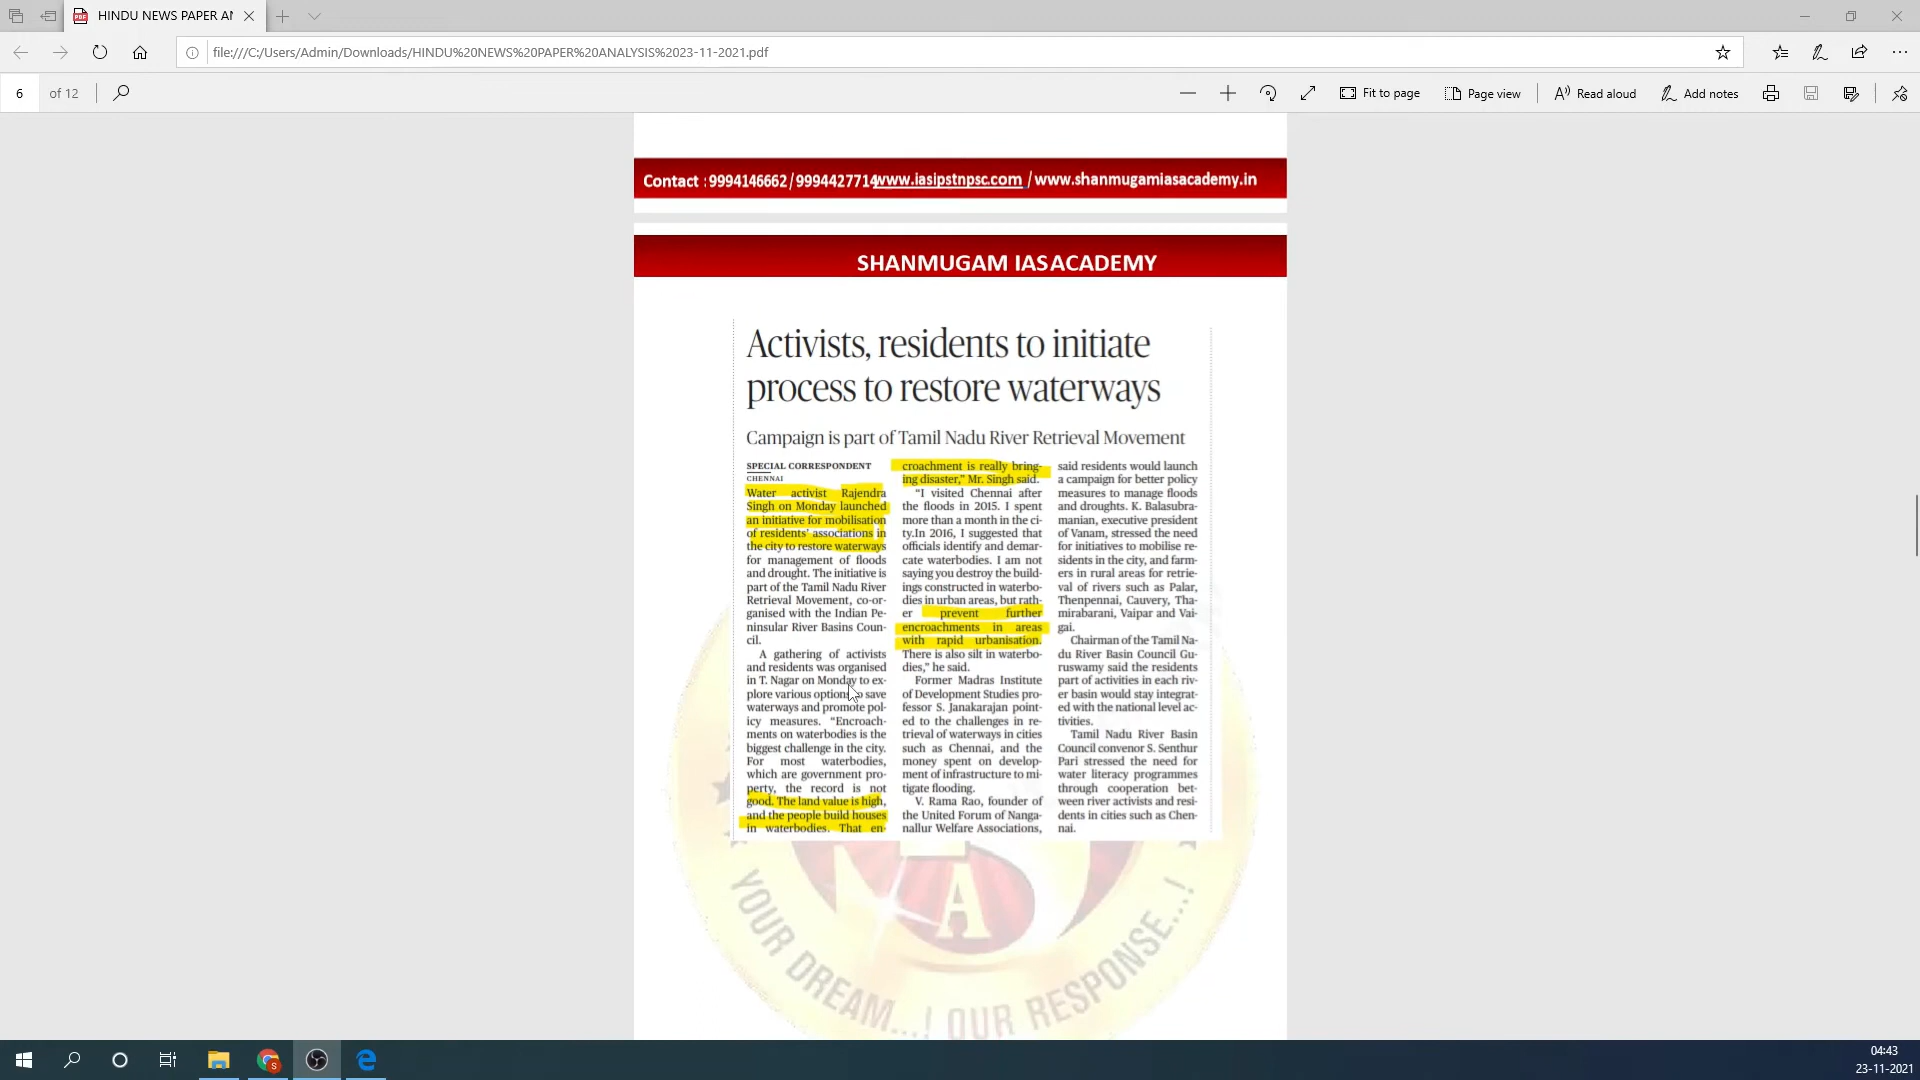 HINDU NEWS PAPER AN
file:///C:/Users/Admin/Downloads/HINDU%20NEWS%20PAPER%20ANALYSIS%2023-11-2021.pdf
6 of 12
Fit to page
Page view
Read aloud
Add notes
Contact : 9994146662/9994427714 www.iasipstnpsc.com / www.shanmugamiasacademy.in
SHANMUGAM IAS ACADEMY
Activists, residents to initiate
process to restore waterways
Campaign is part of Tamil Nadu River Retrieval Movement
SPECIAL CORRESPONDENT
CHENNAI
Water activist Rajendra
Singh on Monday launched
an initiative for mobilisation
of residents' associations in
the city to restore waterways
for management of floods
and drought. The initiative is
part of the Tamil Nadu River
Retrieval Movement, co-or-
ganised with the Indian Pe-
ninsular River Basins Coun-
cil.
A gathering of activists
and residents was organised
in T. Nagar on Monday to ex-
plore various options to save
waterways and promote pol-
icy measures. “Encroach-
ments on waterbodies is the
biggest challenge in the city.
For most waterbodies,
which are government pro-
perty, the record is not
good. The land value is high,
and the people build houses
in waterbodies. That en-
croachment is really bring-
ing disaster,” Mr. Singh said.
“I visited Chennai after
the floods in 2015. I spent
more than a month in the ci-
ty.In 2016, I suggested that
officials identify and demar-
cate waterbodies. I am not
saying you destroy the build-
ings constructed in waterbo-
dies in urban areas, but rath-
er prevent further
encroachments in areas
with rapid urbanisation.
There is also silt in waterbo-
dies,” he said.
Former Madras Institute
of Development Studies pro-
fessor S. Janakarajan point-
ed to the challenges in re-
trieval of waterways in cities
such as Chennai, and the
money spent on develop-
ment of infrastructure to mi-
tigate flooding.
V. Rama Rao, founder of
the United Forum of Nanga-
nallur Welfare Associations,
said residents would launch
a campaign for better policy
measures to manage floods
and droughts. K. Balasubra-
manian, executive president
of Vanam, stressed the need
for initiatives to mobilise re-
sidents in the city, and farm-
ers in rural areas for retrie-
val of rivers such as Palar,
Thenpennai, Cauvery, Tha-
mirabarani, Vaipar and Vai-
gai.
Chairman of the Tamil Na-
du River Basin Council Gu-
ruswamy said the residents
part of activities in each riv-
er basin would stay integrat-
ed with the national level ac-
tivities.
Tamil Nadu River Basin
Council convenor S. Senthur
Pari stressed the need for
water literacy programmes
through cooperation bet-
ween river activists and resi-
dents in cities such as Chen-
nai.
A
YOUR DREAM...! OUR RESPONSE...!
04:43
23-11-2021